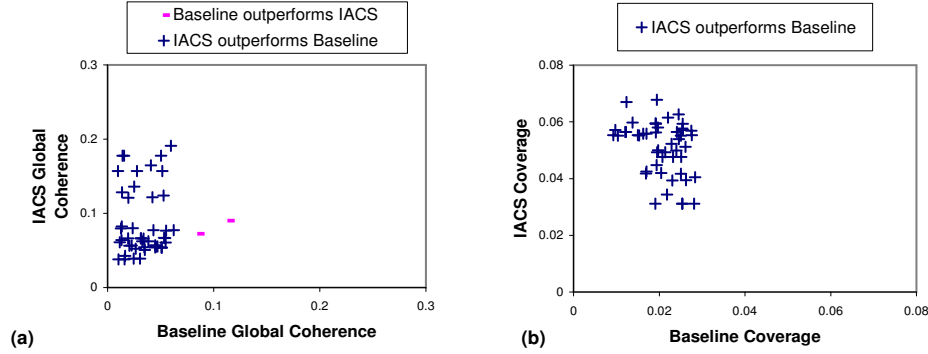 Baseline outperforms IACS
IACS outperforms Baseline
0.3
0.2
0.1
0
IACS Global
Coherence
0
0.1
0.2
0.3
Baseline Global Coherence
(a)
IACS outperforms Baseline
0.08
0.06
0.04
0.02
0
IACS Coverage
0
0.02
0.04
0.06
0.08
Baseline Coverage
(b)